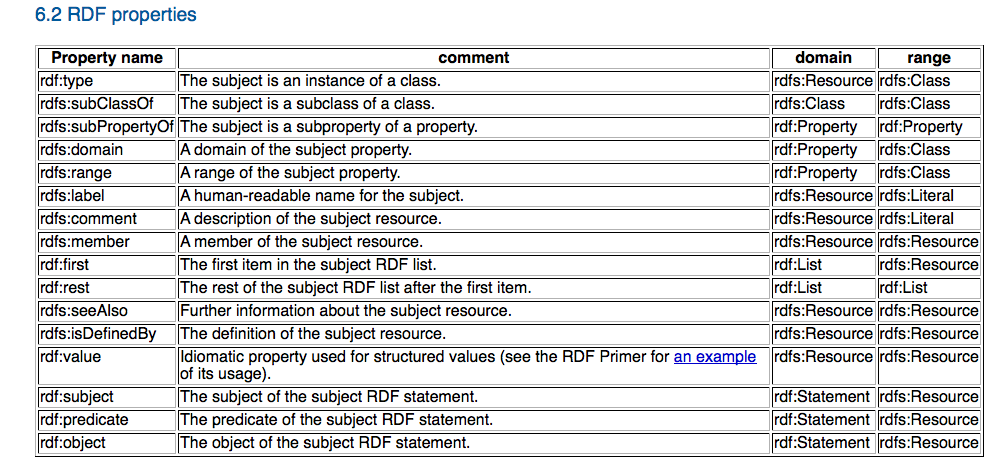 6.2 RDF properties
Property name comment domain range
rdf:type The subject is an instance of a class. rdfs:Resource rdfs:Class
rdfs:subClassOf The subject is a subclass of a class. rdfs:Class rdfs:Class
rdfs:subPropertyOf The subject is a subproperty of a property. rdf:Property rdf:Property
rdfs:domain A domain of the subject property. rdf:Property rdfs:Class
rdfs:range A range of the subject property. rdf:Property rdfs:Class
rdfs:label A human-readable name for the subject. rdfs:Resource rdfs:Literal
rdfs:comment A description of the subject resource. rdfs:Resource rdfs:Literal
rdfs:member A member of the subject resource. rdfs:Resource rdfs:Resource
rdf:first The first item in the subject RDF list. rdf:List rdfs:Resource
rdf:rest The rest of the subject RDF list after the first item. rdf:List rdf:List
rdfs:seeAlso Further information about the subject resource. rdfs:Resource rdfs:Resource
rdfs:isDefinedBy The definition of the subject resource. rdfs:Resource rdfs:Resource
rdf:value Idiomatic property used for structured values (see the RDF Primer for an example rdfs:Resource rdfs:Resource
of its usage).
rdf:subject The subject of the subject RDF statement. rdf:Statement rdfs:Resource
rdf:predicate The predicate of the subject RDF statement. rdf:Statement rdfs:Resource
rdf:object The object of the subject RDF statement. rdf:Statement rdfs:Resource